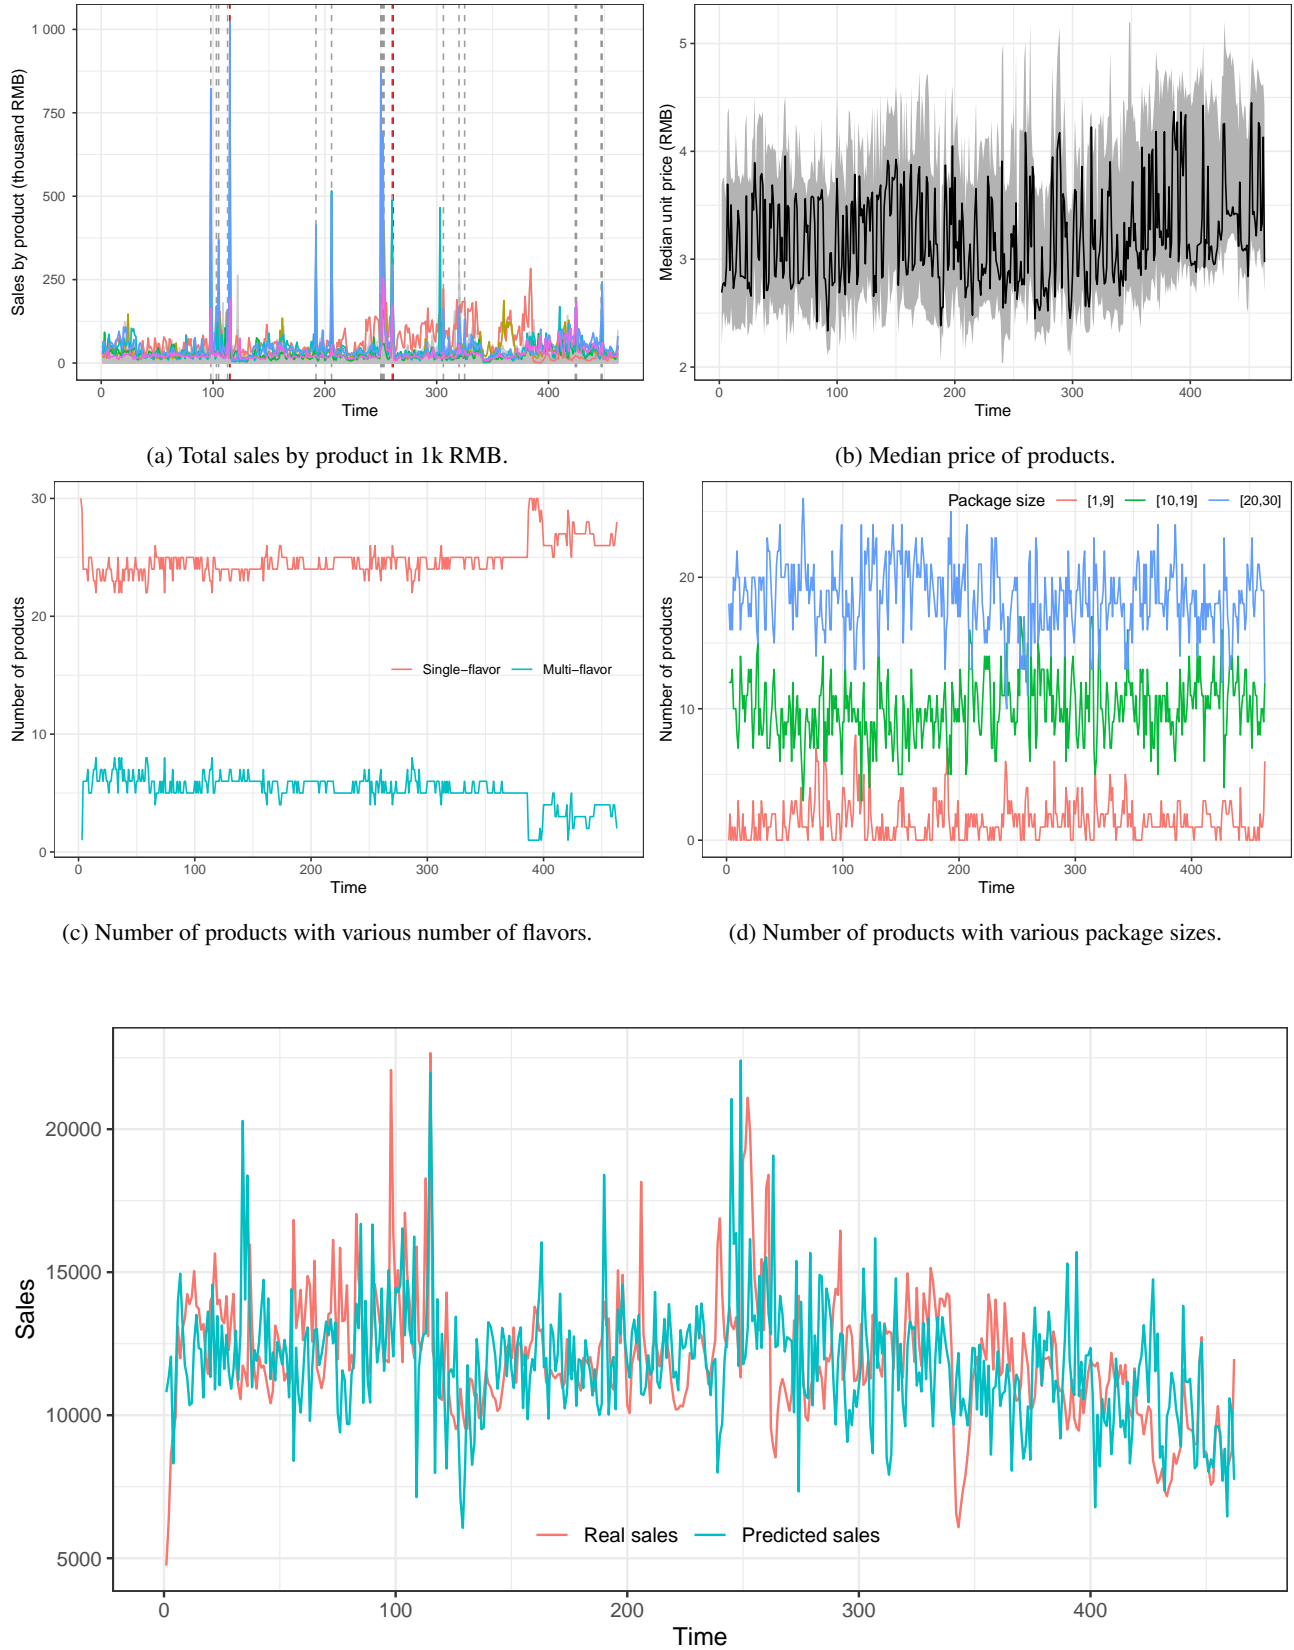 1 000
750
500
250
0
Sales by product (thousand RMB)
0 100 200 300 400
Time
(a) Total sales by product in 1k RMB.
5
4
3
2
Median unit price (RMB)
0 100 200 300 400
Time
(b) Median price of products.
30
20
10
0
Number of products
Single−flavor Multi−flavor
0 100 200 300 400
Time
(c) Number of products with various number of flavors.
Package size [1,9] [10,19] [20,30]
20
10
0
Number of products
0 100 200 300 400
Time
(d) Number of products with various package sizes.
20000
15000
10000
5000
Sales
Real sales Predicted sales
0 100 200 300 400
Time